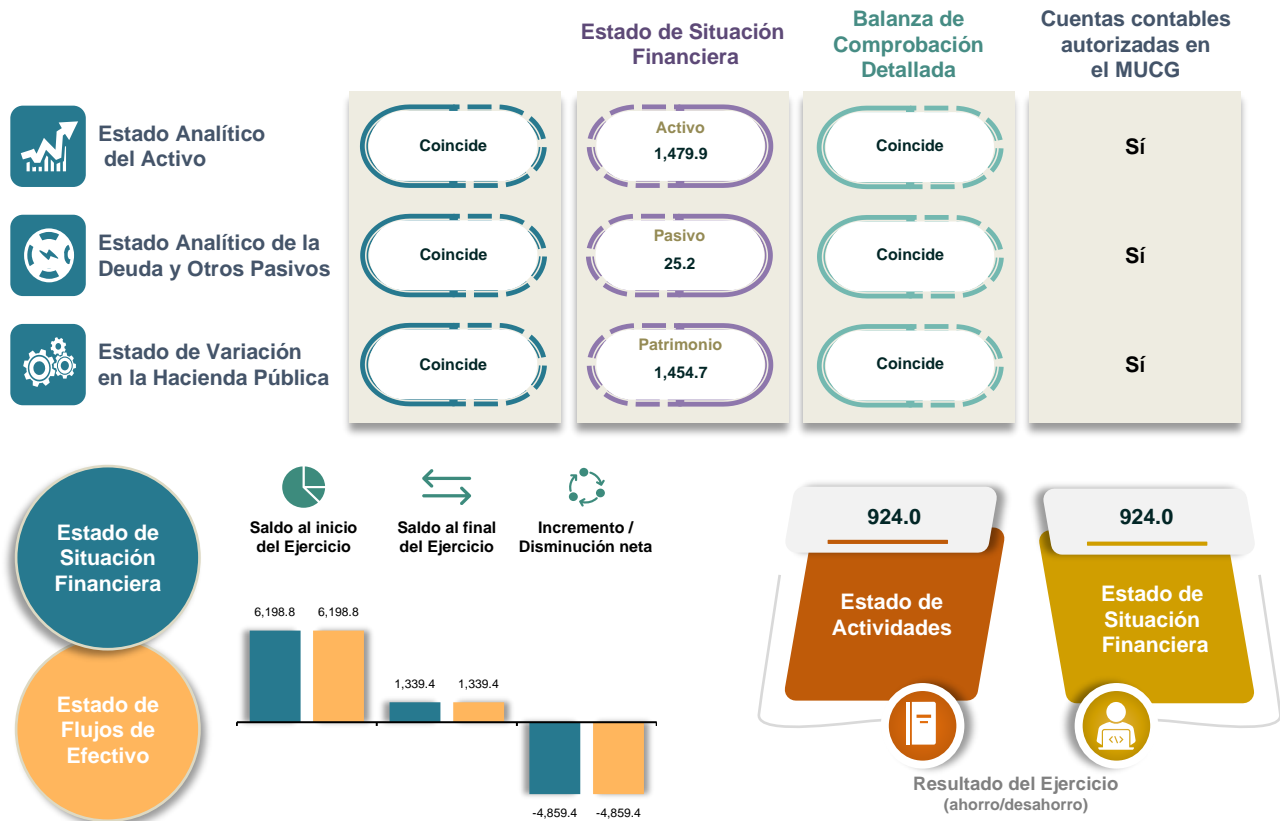 Estado de Situación
Financiera
Balanza de
Comprobación
Detallada
Cuentas contables
autorizadas en
el MUCG
Estado Analítico
del Activo
Coincide
Activo
1,479.9
Coincide
Sí
Estado Analítico de la
Deuda y Otros Pasivos
Coincide
Pasivo
25.2
Coincide
Sí
Estado de Variación
en la Hacienda Pública
Coincide
Patrimonio
1,454.7
Coincide
Sí
Estado de
Situación
Financiera
Estado de
Flujos de
Efectivo
Saldo al inicio
del Ejercicio
Saldo al final
del Ejercicio
Incremento /
Disminución neta
6,198.8
6,198.8
1,339.4
1,339.4
-4,859.4
-4,859.4
924.0
Estado de
Actividades
924.0
Estado de
Situación
Financiera
Resultado del Ejercicio
(ahorro/desahorro)